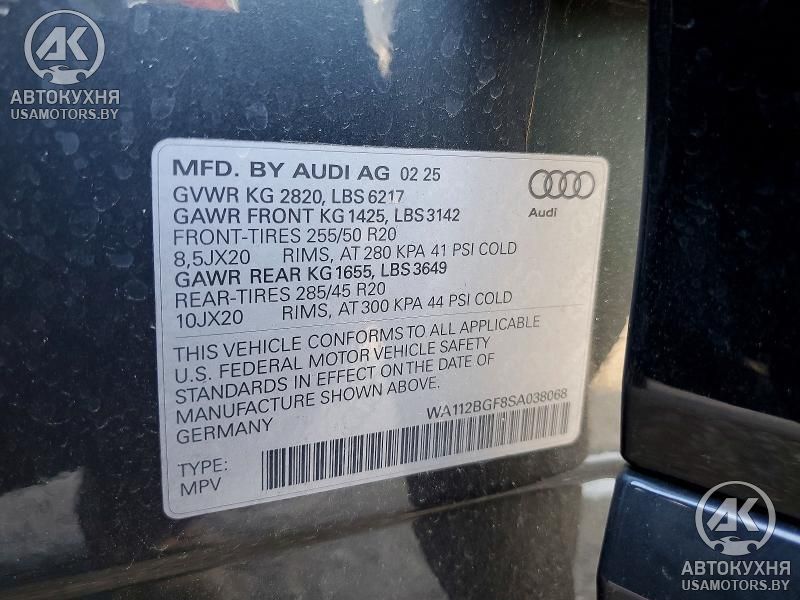 AK
АВТОКУХНЯ
USAMOTORS.BY
MFD. BY AUDI AG 02 25
GVWR KG 2820, LBS 6217
GAWR FRONT KG 1425, LBS 3142
FRONT-TIRES 255/50 R20
8,5JX20 RIMS, AT 280 KPA 41 PSI COLD
GAWR REAR KG 1655, LBS 3649
REAR-TIRES 285/45 R20
10JX20 RIMS, AT 300 KPA 44 PSI COLD
Audi
THIS VEHICLE CONFORMS TO ALL APPLICABLE
U.S. FEDERAL MOTOR VEHICLE SAFETY
STANDARDS IN EFFECT ON THE DATE OF
MANUFACTURE SHOWN ABOVE.
GERMANY
WA112BGF8SA038068
TYPE:
MPV
AK
АВТОКУХНЯ
USAMOTORS.BY